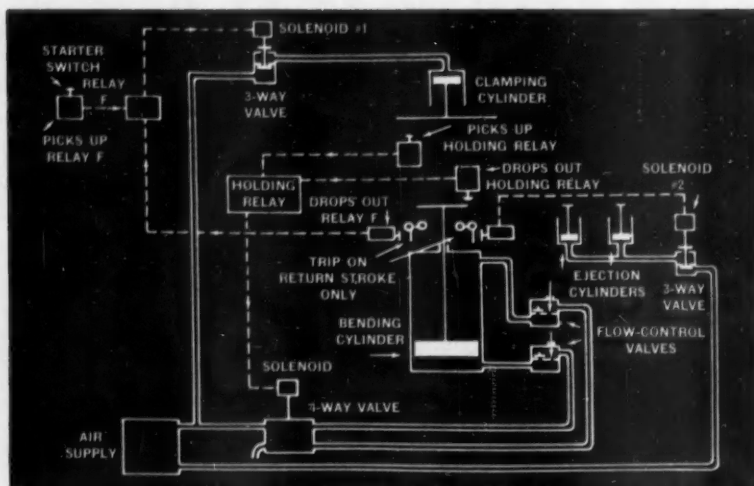 SOLENOID #1
STARTER
SWITCH
RELAY
F
3-WAY
VALVE
CLAMPING
CYLINDER
PICKS UP
RELAY F
PICKS UP
HOLDING RELAY
HOLDING
RELAY
DROPS OUT
HOLDING RELAY
SOLENOID
#2
DROPS OUT
RELAY F
TRIP ON
RETURN STROKE
ONLY
EJECTION
CYLINDERS
3-WAY
VALVE
BENDING
CYLINDER
FLOW-CONTROL
VALVES
SOLENOID
4-WAY VALVE
AIR
SUPPLY